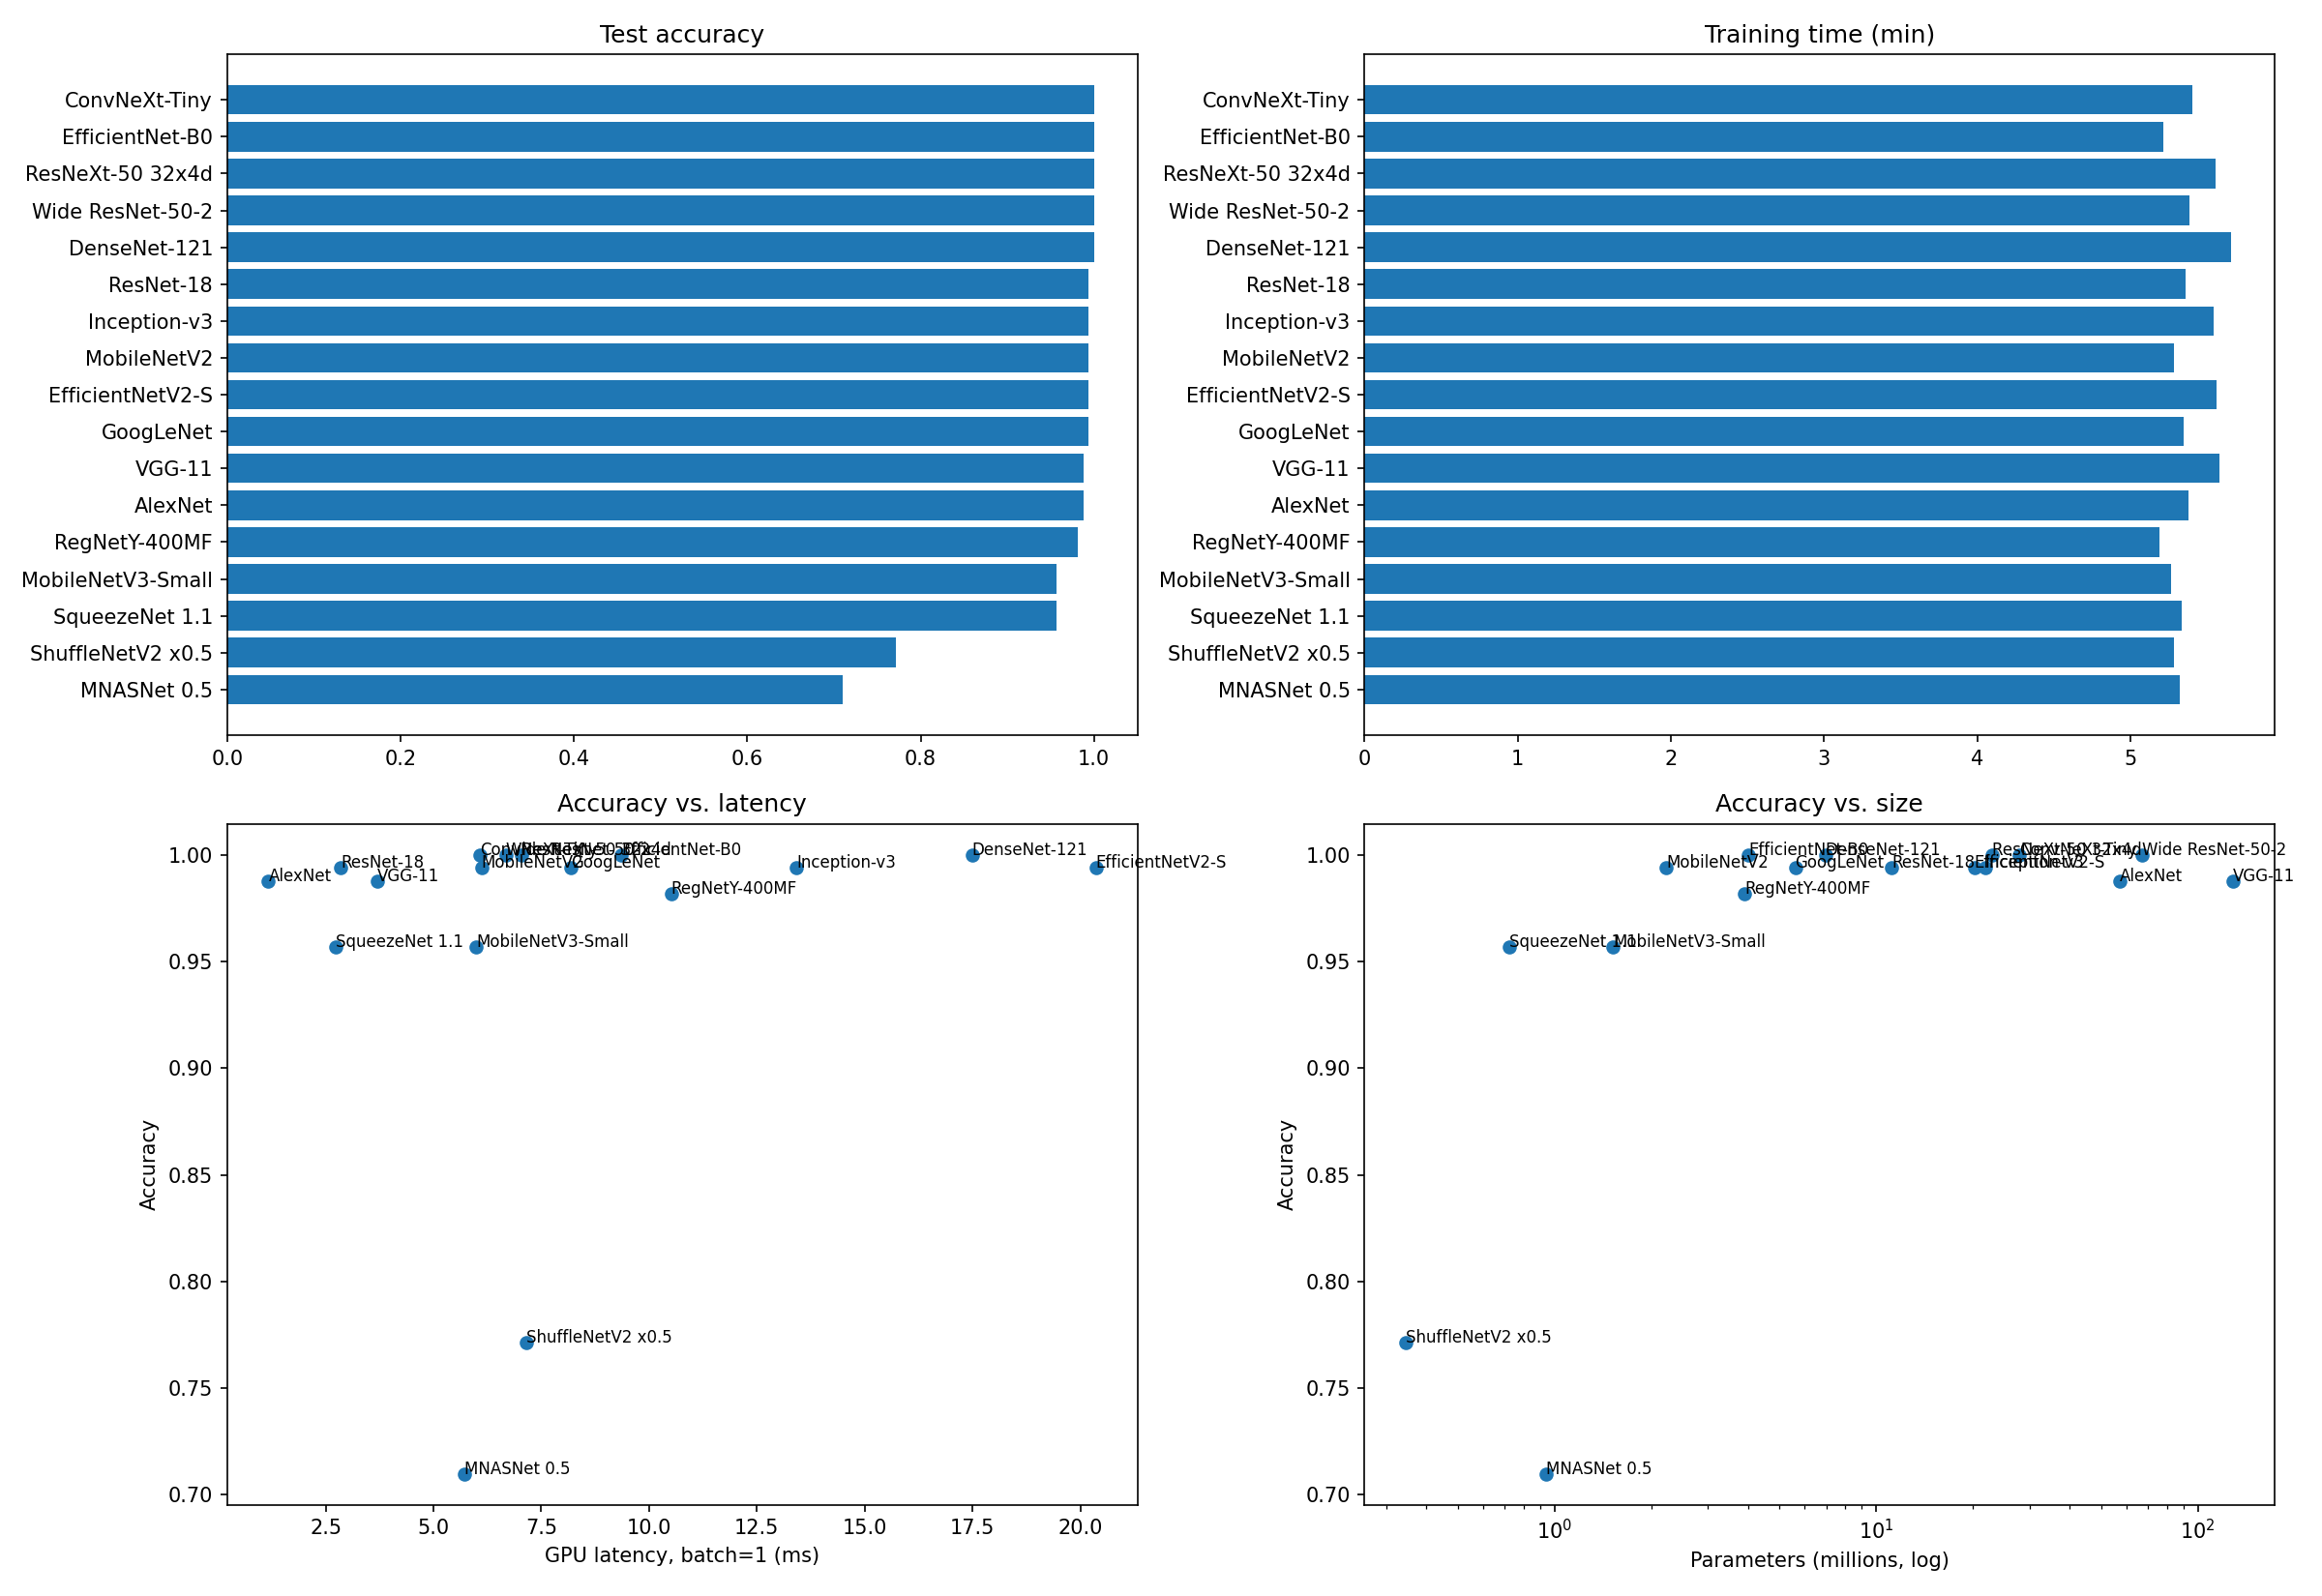 Test accuracy
ConvNeXt-Tiny
EfficientNet-B0
ResNeXt-50 32x4d
Wide ResNet-50-2
DenseNet-121
ResNet-18
Inception-v3
MobileNetV2
EfficientNetV2-S
GoogLeNet
VGG-11
AlexNet
RegNetY-400MF
MobileNetV3-Small
SqueezeNet 1.1
ShuffleNetV2 x0.5
MNASNet 0.5
0.0 0.2 0.4 0.6 0.8 1.0
Training time (min)
ConvNeXt-Tiny
EfficientNet-B0
ResNeXt-50 32x4d
Wide ResNet-50-2
DenseNet-121
ResNet-18
Inception-v3
MobileNetV2
EfficientNetV2-S
GoogLeNet
VGG-11
AlexNet
RegNetY-400MF
MobileNetV3-Small
SqueezeNet 1.1
ShuffleNetV2 x0.5
MNASNet 0.5
0 1 2 3 4 5
Accuracy vs. latency
Accuracy
1.00
0.95
0.90
0.85
0.80
0.75
0.70
DenseNet-121
ResNet-18
MobileNetV2
GoogLeNet
Inception-v3
EfficientNetV2-S
AlexNet
VGG-11
RegNetY-400MF
SqueezeNet 1.1
MobileNetV3-Small
ShuffleNetV2 x0.5
MNASNet 0.5
2.5 5.0 7.5 10.0 12.5 15.0 17.5 20.0
GPU latency, batch=1 (ms)
Accuracy vs. size
Accuracy
1.00
0.95
0.90
0.85
0.80
0.75
0.70
EfficientNet-B0
DenseNet-121
Wide ResNet-50-2
MobileNetV2
GoogLeNet
ResNet-18
AlexNet
VGG-11
RegNetY-400MF
SqueezeNet 1.1
MobileNetV3-Small
ShuffleNetV2 x0.5
MNASNet 0.5
10⁰ 10¹ 10²
Parameters (millions, log)